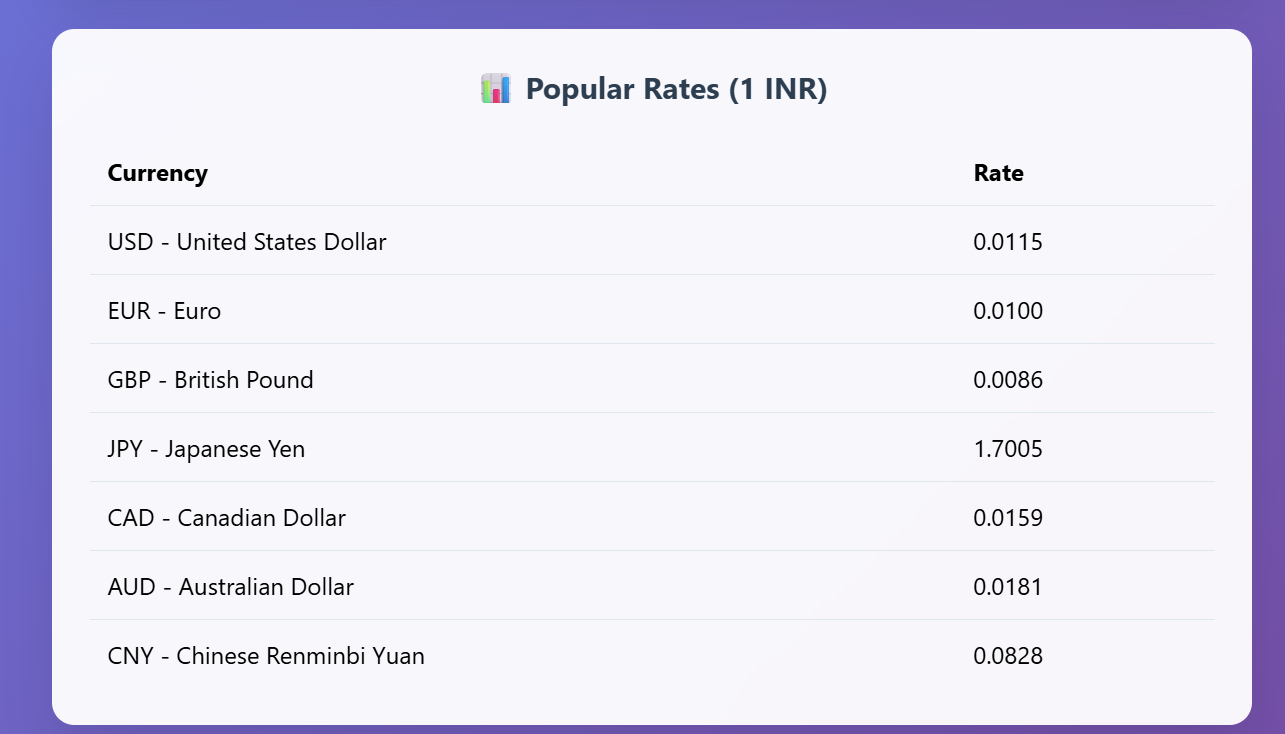 Popular Rates (1 INR)
Currency Rate
USD - United States Dollar 0.0115
EUR - Euro 0.0100
GBP - British Pound 0.0086
JPY - Japanese Yen 1.7005
CAD - Canadian Dollar 0.0159
AUD - Australian Dollar 0.0181
CNY - Chinese Renminbi Yuan 0.0828